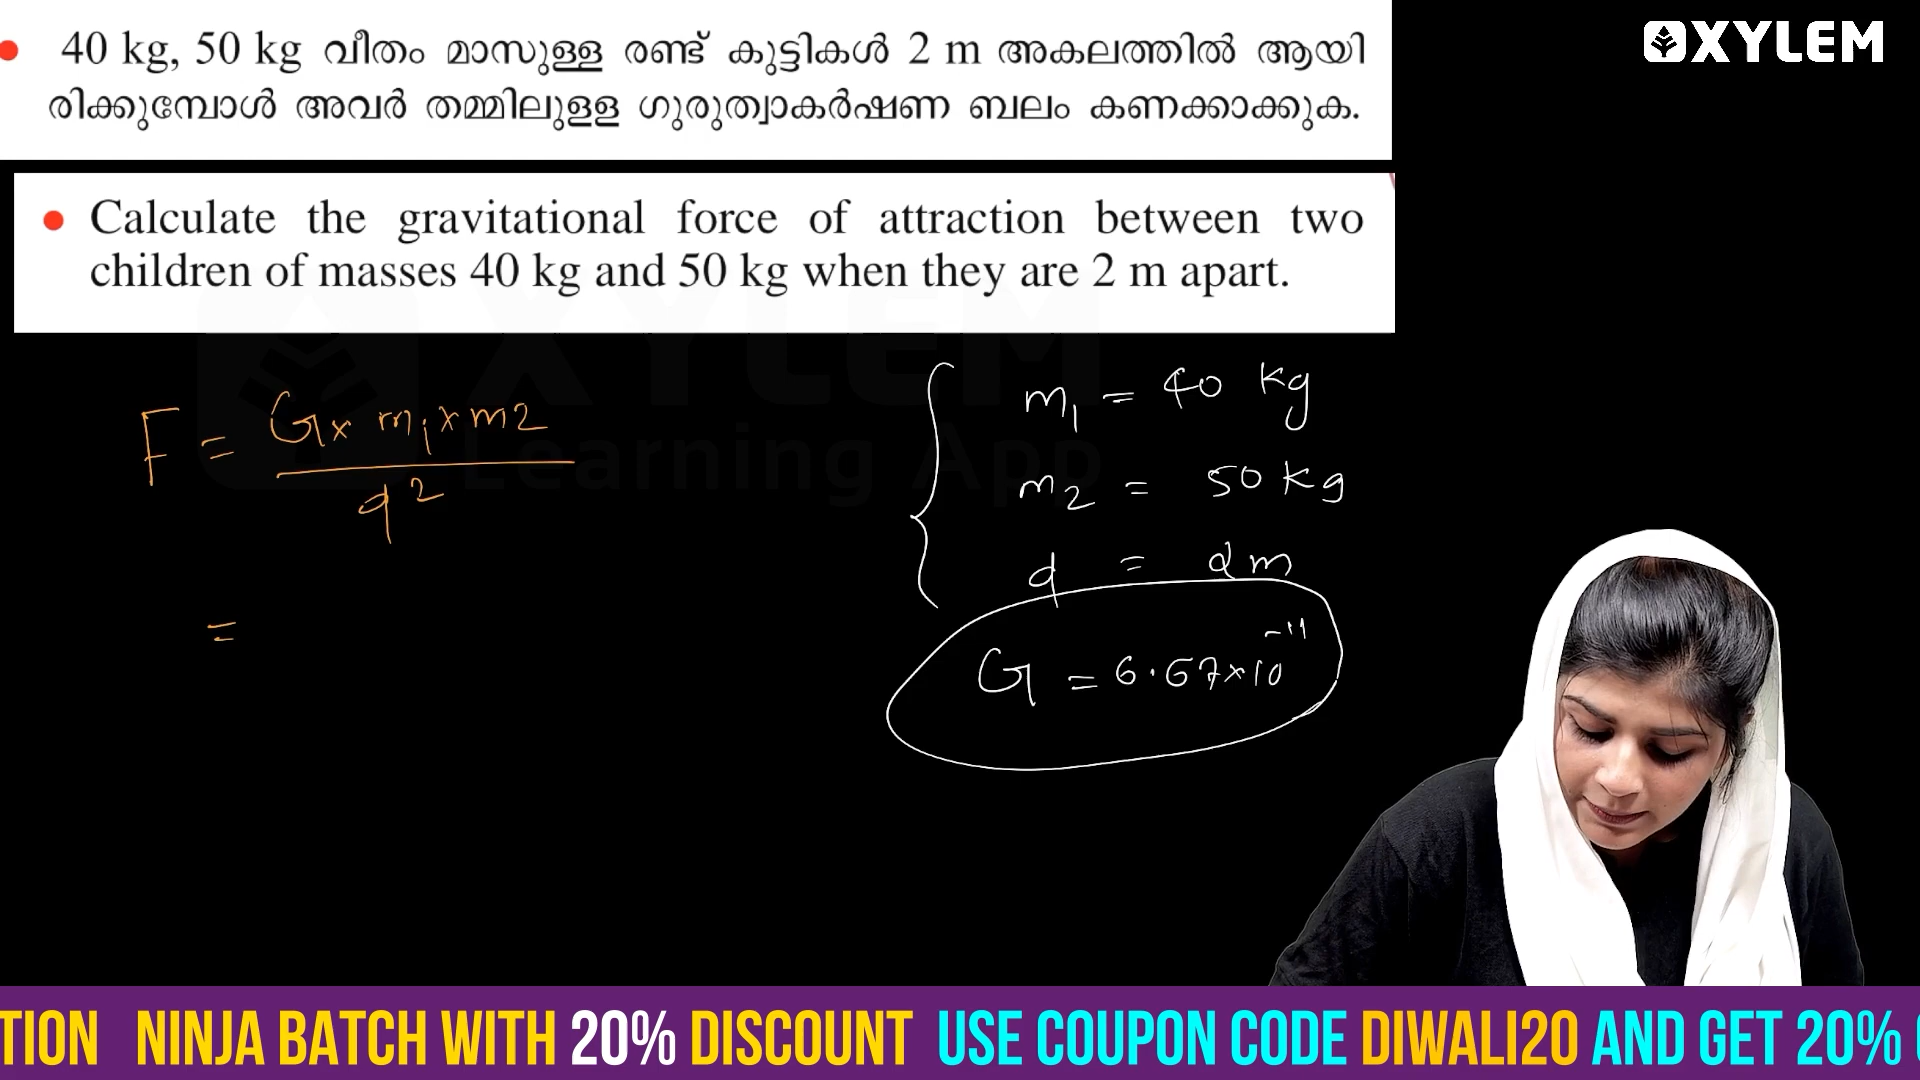 40 kg, 50 kg വീതം മാസുള്ള രണ്ട് കുട്ടികൾ 2 m അകലത്തിൽ ആയി
രിക്കുമ്പോൾ അവർ തമ്മിലുള്ള ഗുരുത്വാകർഷണ ബലം കണക്കാക്കുക.
XYLEM
Calculate the gravitational force of attraction between two
children of masses 40 kg and 50 kg when they are 2 m apart.
XYLEM
Learning App
F = G × m₁ × m2 / d²
=
m₁ = 40 kg
m₂ = 50 kg
d = 2m
G = 6.67×10⁻¹¹
TION NINJA BATCH WITH 20% DISCOUNT USE COUPON CODE DIWALI20 AND GET 20%